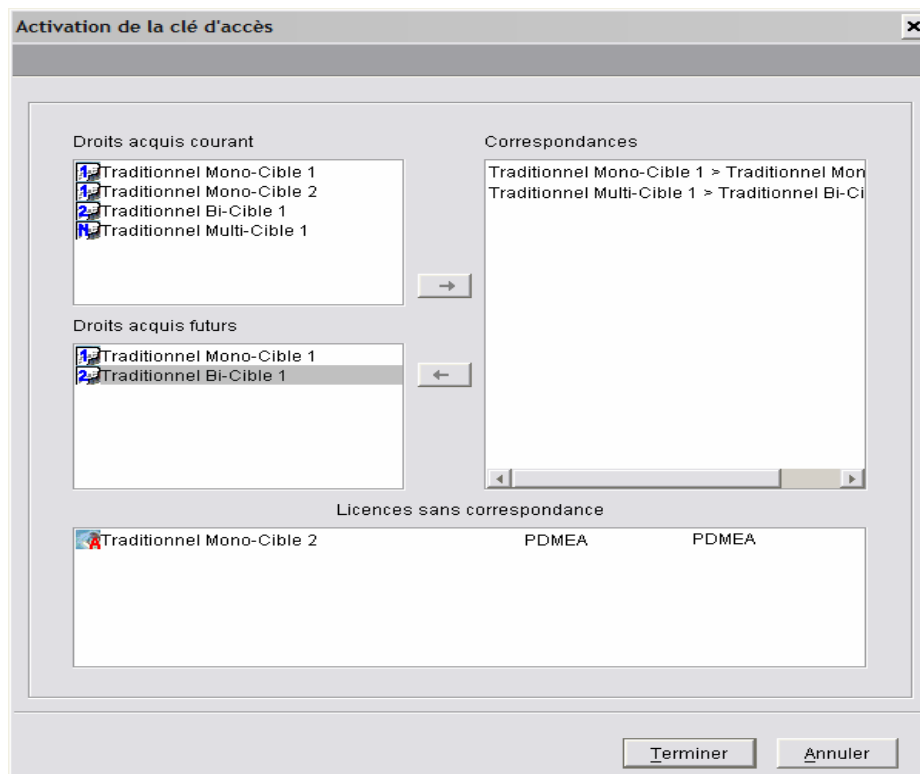 Activation de la clé d'accès
Droits acquis courant
Traditionnel Mono-Cible 1
Traditionnel Mono-Cible 2
Traditionnel Bi-Cible 1
Traditionnel Multi-Cible 1
Correspondances
Traditionnel Mono-Cible 1 > Traditionnel Mon
Traditionnel Multi-Cible 1 > Traditionnel Bi-Ci
Droits acquis futurs
Traditionnel Mono-Cible 1
Traditionnel Bi-Cible 1
Licences sans correspondance
Traditionnel Mono-Cible 2 PDMEA PDMEA
Terminer Annuler